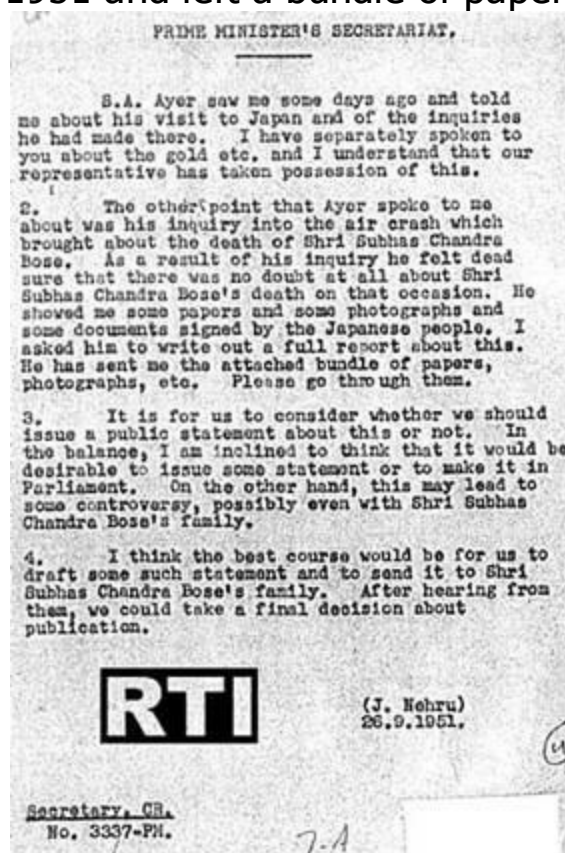 1951 and left a bundle of paper
PRIME MINISTER'S SECRETARIAT.
S.A. Ayer saw me some days ago and told
me about his visit to Japan and of the inquiries
he had made there. I have separately spoken to
you about the gold etc. and I understand that our
representative has taken possession of this.
2. The other point that Ayer spoke to me
about was his inquiry into the air crash which
brought about the death of Shri Subhas Chandra
Bose. As a result of his inquiry he felt dead
sure that there was no doubt at all about Shri
Subhas Chandra Bose's death on that occasion. He
showed me some papers and some photographs and
some documents signed by the Japanese people. I
asked him to write out a full report about this.
He has sent me the attached bundle of papers,
photographs, etc. Please go through them.
3. It is for us to consider whether we should
issue a public statement about this or not. In
the balance, I am inclined to think that it would be
desirable to issue some statement or to make it in
Parliament. On the other hand, this may lead to
some controversy, possibly even with Shri Subhas
Chandra Bose's family.
4. I think the best course would be for us to
draft some such statement and to send it to Shri
Subhas Chandra Bose's family. After hearing from
them, we could take a final decision about
publication.
RTI
(J. Nehru)
26.9.1951.
Secretary, CR.
No. 3337-PM.